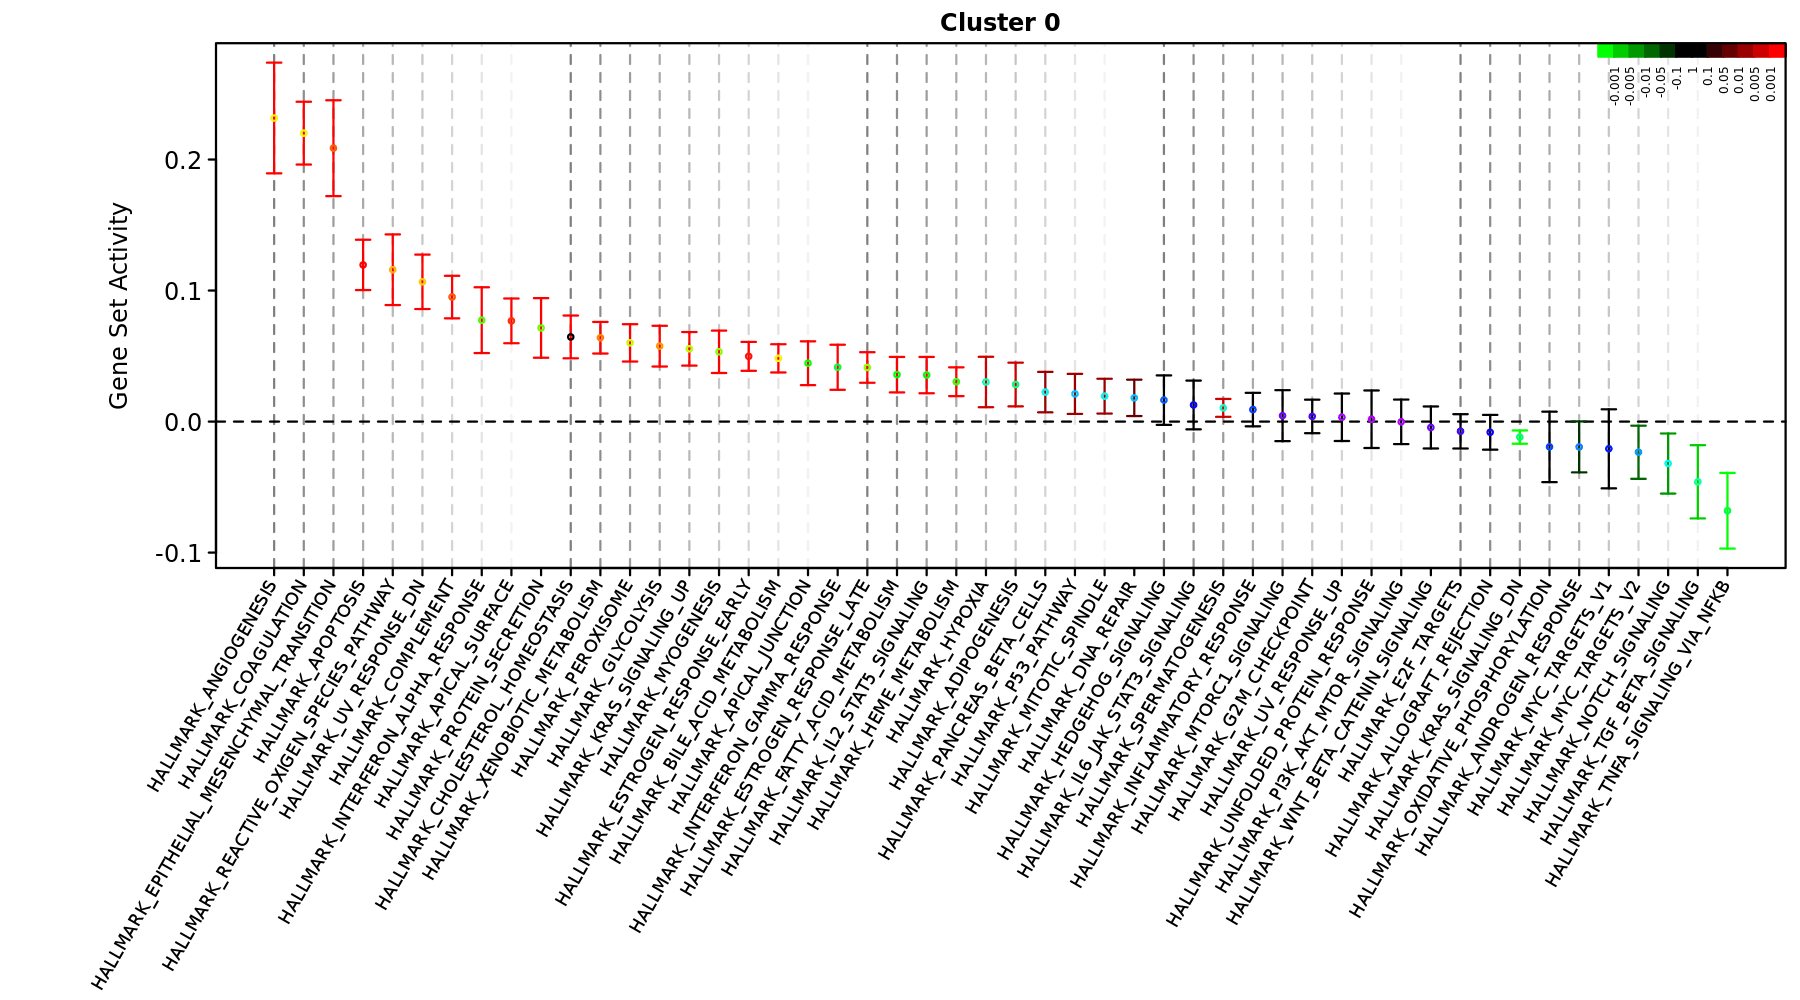 Cluster 0
-0.001
-0.005
-0.01
-0.05
-0.1
1
0.1
0.05
0.01
0.005
0.001
Gene Set Activity
0.2
0.1
0.0
-0.1
HALLMARK_ANGIOGENESIS
HALLMARK_COAGULATION
HALLMARK_EPITHELIAL_MESENCHYMAL_TRANSITION
HALLMARK_APOPTOSIS
HALLMARK_REACTIVE_OXIGEN_SPECIES_PATHWAY
HALLMARK_UV_RESPONSE_DN
HALLMARK_COMPLEMENT
HALLMARK_INTERFERON_ALPHA_RESPONSE
HALLMARK_APICAL_SURFACE
HALLMARK_PROTEIN_SECRETION
HALLMARK_CHOLESTEROL_HOMEOSTASIS
HALLMARK_XENOBIOTIC_METABOLISM
HALLMARK_PEROXISOME
HALLMARK_GLYCOLYSIS
HALLMARK_KRAS_SIGNALING_UP
HALLMARK_MYOGENESIS
HALLMARK_ESTROGEN_RESPONSE_EARLY
HALLMARK_BILE_ACID_METABOLISM
HALLMARK_APICAL_JUNCTION
HALLMARK_INTERFERON_GAMMA_RESPONSE
HALLMARK_ESTROGEN_RESPONSE_LATE
HALLMARK_FATTY_ACID_METABOLISM
HALLMARK_IL2_STAT5_SIGNALING
HALLMARK_HEME_METABOLISM
HALLMARK_HYPOXIA
HALLMARK_ADIPOGENESIS
HALLMARK_PANCREAS_BETA_CELLS
HALLMARK_P53_PATHWAY
HALLMARK_MITOTIC_SPINDLE
HALLMARK_DNA_REPAIR
HALLMARK_HEDGEHOG_SIGNALING
HALLMARK_IL6_JAK_STAT3_SIGNALING
HALLMARK_SPERMATOGENESIS
HALLMARK_INFLAMMATORY_RESPONSE
HALLMARK_MTORC1_SIGNALING
HALLMARK_G2M_CHECKPOINT
HALLMARK_UV_RESPONSE_UP
HALLMARK_UNFOLDED_PROTEIN_RESPONSE
HALLMARK_PI3K_AKT_MTOR_SIGNALING
HALLMARK_WNT_BETA_CATENIN_SIGNALING
HALLMARK_E2F_TARGETS
HALLMARK_ALLOGRAFT_REJECTION
HALLMARK_KRAS_SIGNALING_DN
HALLMARK_OXIDATIVE_PHOSPHORYLATION
HALLMARK_ANDROGEN_RESPONSE
HALLMARK_MYC_TARGETS_V1
HALLMARK_MYC_TARGETS_V2
HALLMARK_NOTCH_SIGNALING
HALLMARK_TGF_BETA_SIGNALING
HALLMARK_TNFA_SIGNALING_VIA_NFKB